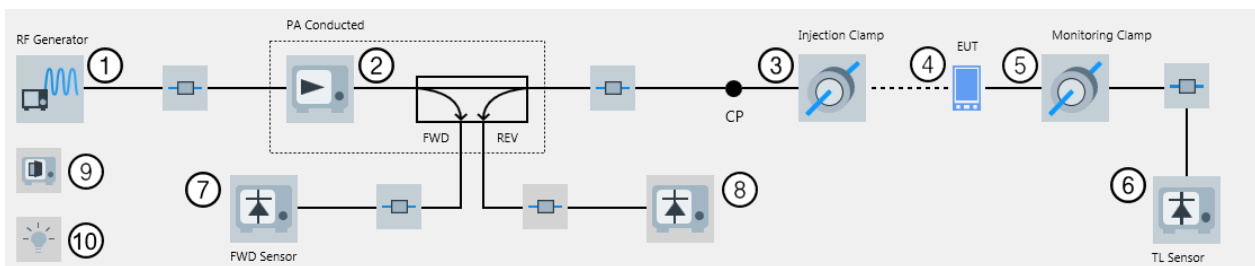 PA Conducted
RF Generator
Injection Clamp
EUT
Monitoring Clamp
1
2
3
4
5
CP
FWD
REV
9
7
8
6
10
FWD Sensor
TL Sensor